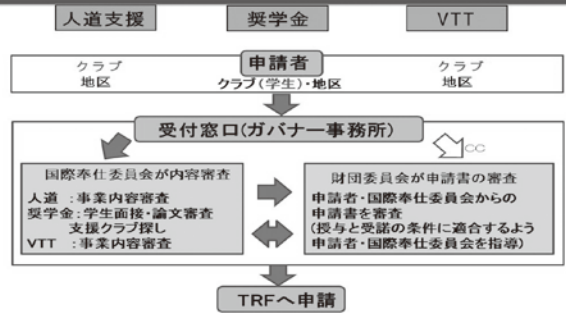 人道支援
奨学金
VTT
申請者
クラブ
地区
クラブ(学生)・地区
クラブ
地区
受付窓口(ガバナー事務所)
CC
国際奉仕委員会が内容審査
人道 :事業内容審査
奨学金:学生面接・論文審査
支援クラブ探し
VTT :事業内容審査
財団委員会が申請書の審査
申請者・国際奉仕委員会からの
申請書を審査
(授与と受諾の条件に適合するよう
申請者・国際奉仕委員会を指導)
TRFへ申請